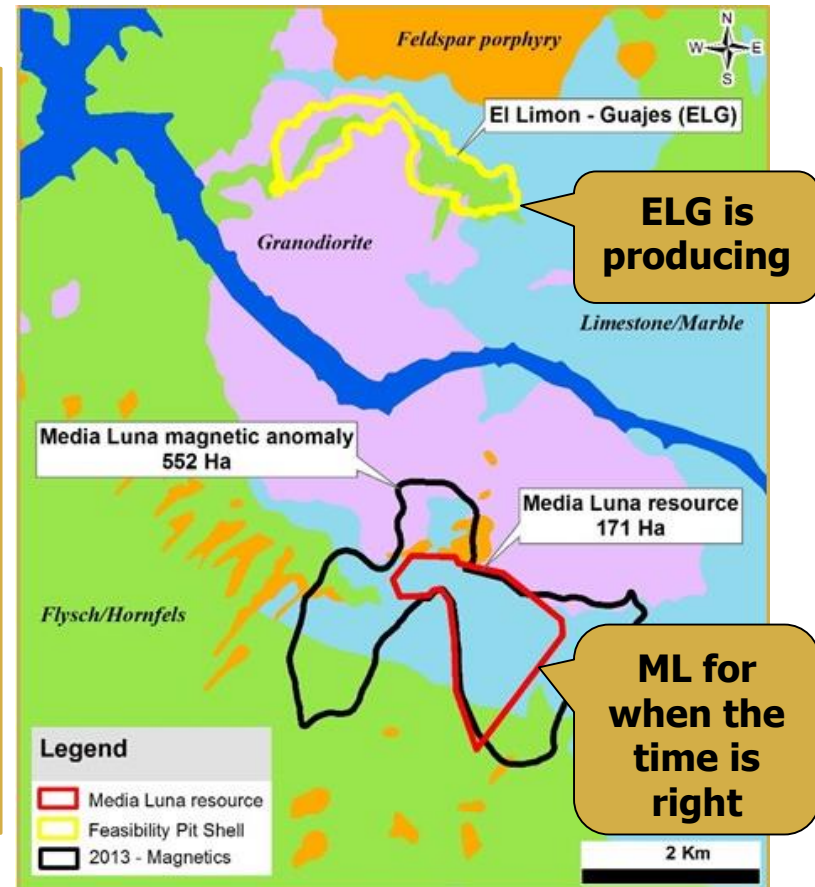 Feldspar porphyry
N
W E
S
El Limon - Guajes (ELG)
ELG is
producing
Granodiorite
Limestone/Marble
Media Luna magnetic anomaly
552 Ha
Media Luna resource
171 Ha
Flysch/Hornfels
ML for
when the
time is
right
Legend
Media Luna resource
Feasibility Pit Shell
2013 - Magnetics
2 Km